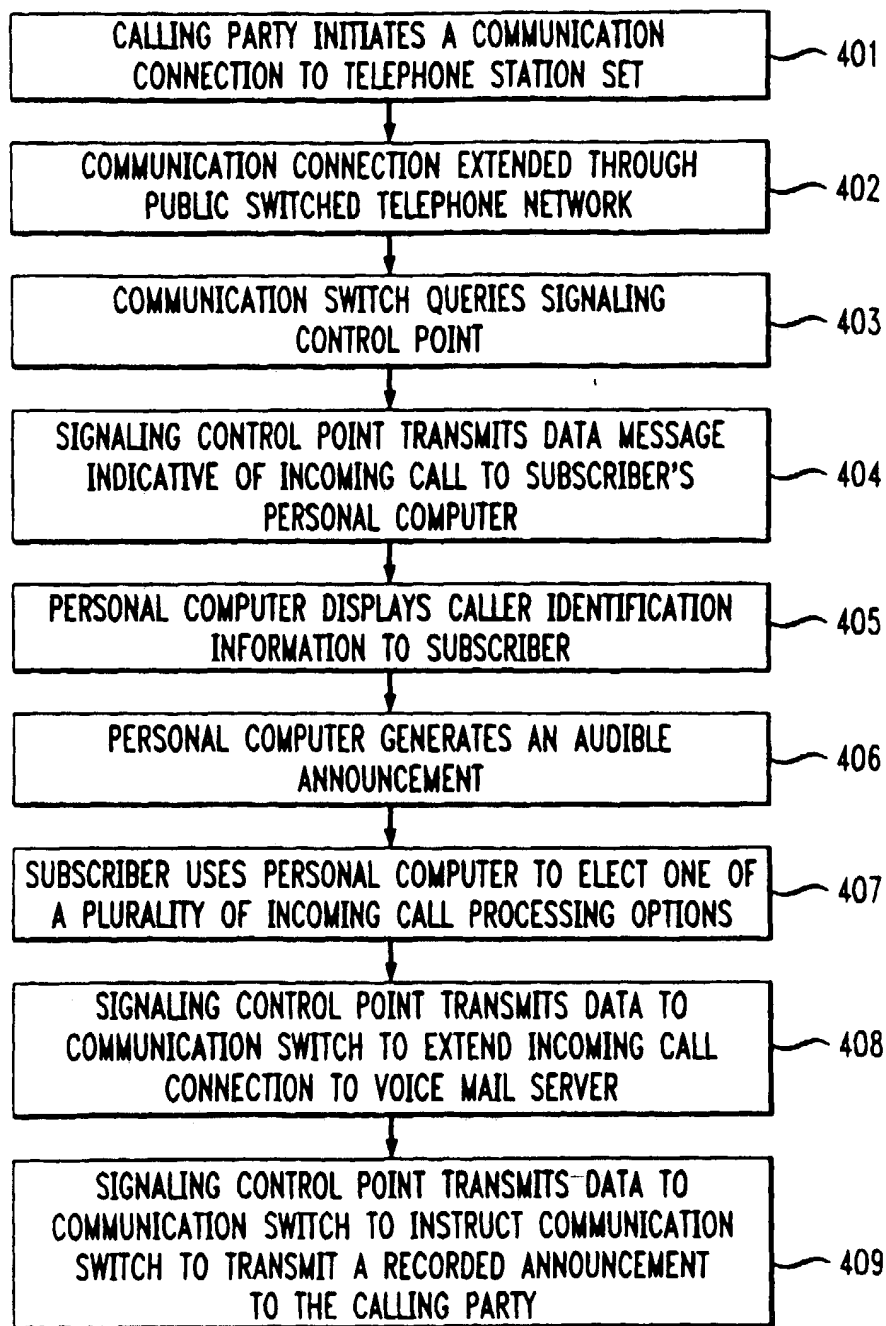 CALLING PARTY INITIATES A COMMUNICATION
CONNECTION TO TELEPHONE STATION SET
401
COMMUNICATION CONNECTION EXTENDED THROUGH
PUBLIC SWITCHED TELEPHONE NETWORK
402
COMMUNICATION SWITCH QUERIES SIGNALING
CONTROL POINT
403
SIGNALING CONTROL POINT TRANSMITS DATA MESSAGE
INDICATIVE OF INCOMING CALL TO SUBSCRIBER'S
PERSONAL COMPUTER
404
PERSONAL COMPUTER DISPLAYS CALLER IDENTIFICATION
INFORMATION TO SUBSCRIBER
405
PERSONAL COMPUTER GENERATES AN AUDIBLE
ANNOUNCEMENT
406
SUBSCRIBER USES PERSONAL COMPUTER TO ELECT ONE OF
A PLURALITY OF INCOMING CALL PROCESSING OPTIONS
407
SIGNALING CONTROL POINT TRANSMITS DATA TO
COMMUNICATION SWITCH TO EXTEND INCOMING CALL
CONNECTION TO VOICE MAIL SERVER
408
SIGNALING CONTROL POINT TRANSMITS DATA TO
COMMUNICATION SWITCH TO INSTRUCT COMMUNICATION
SWITCH TO TRANSMIT A RECORDED ANNOUNCEMENT
TO THE CALLING PARTY
409